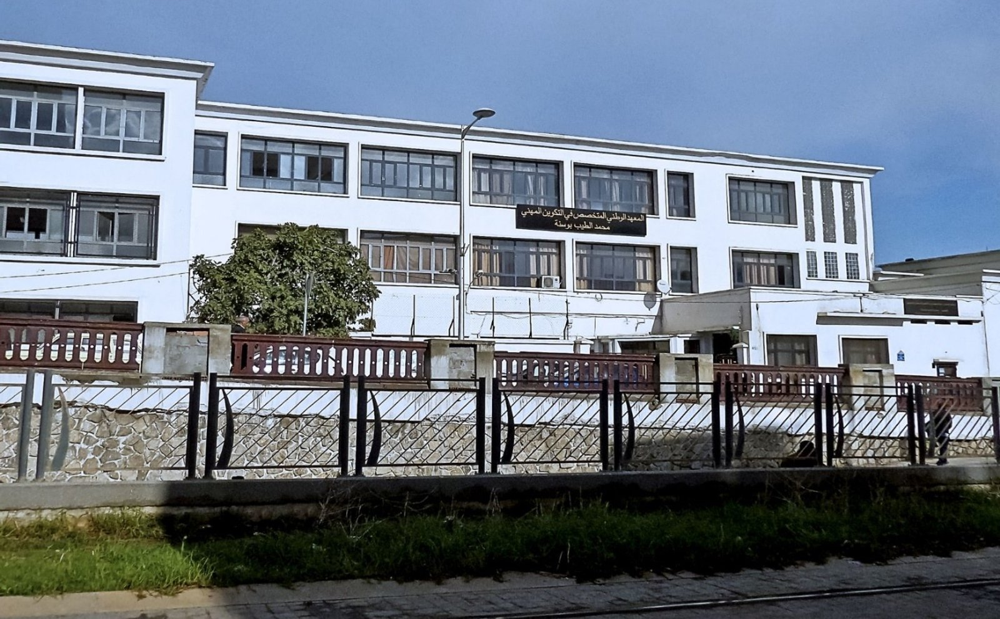 المعهد الوطني المتخصص في التكوين المهني
محمد الطيب بوسنة